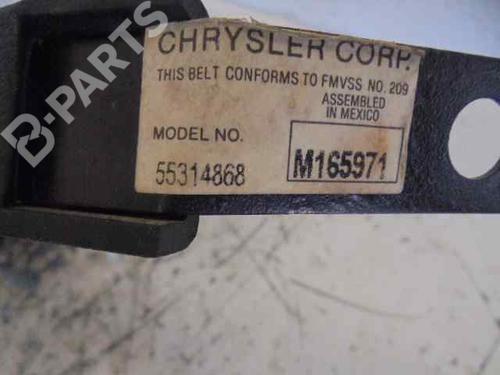 CHRYSLER CORP.
THIS BELT CONFORMS TO FMVSS NO. 209
ASSEMBLED
IN MEXICO
MODEL NO.
55314868
M165971
B-PARTS